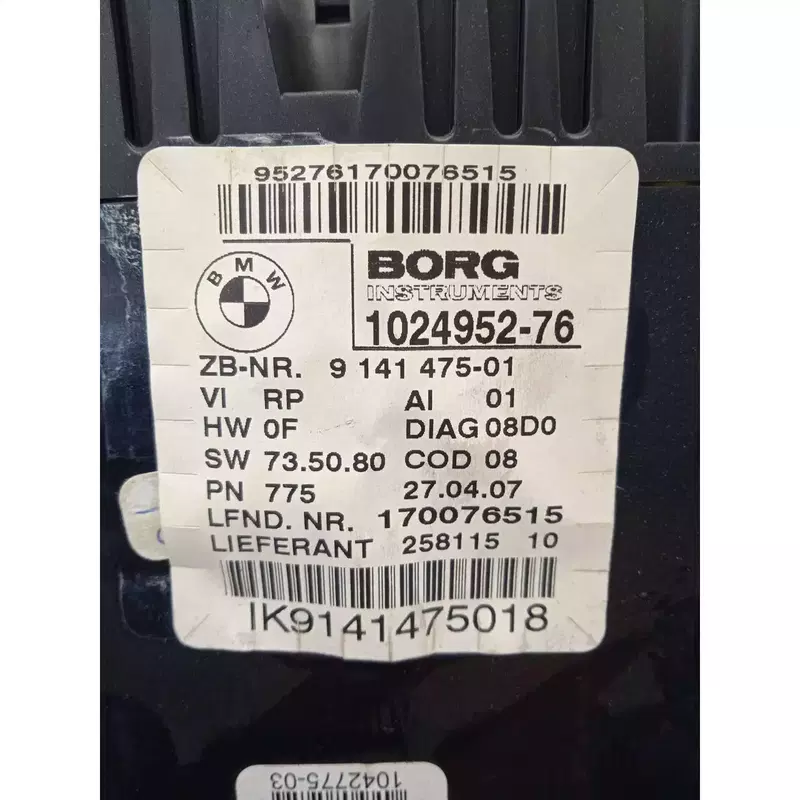 95276170076515
BMW
BORG
INSTRUMENTS
1024952-76
ZB-NR. 9 141 475-01
VI RP AI 01
HW 0F DIAG 08D0
SW 73.50.80 COD 08
PN 775 27.04.07
LFND. NR. 170076515
LIEFERANT 258115 10
IK9141475018
1042775-03